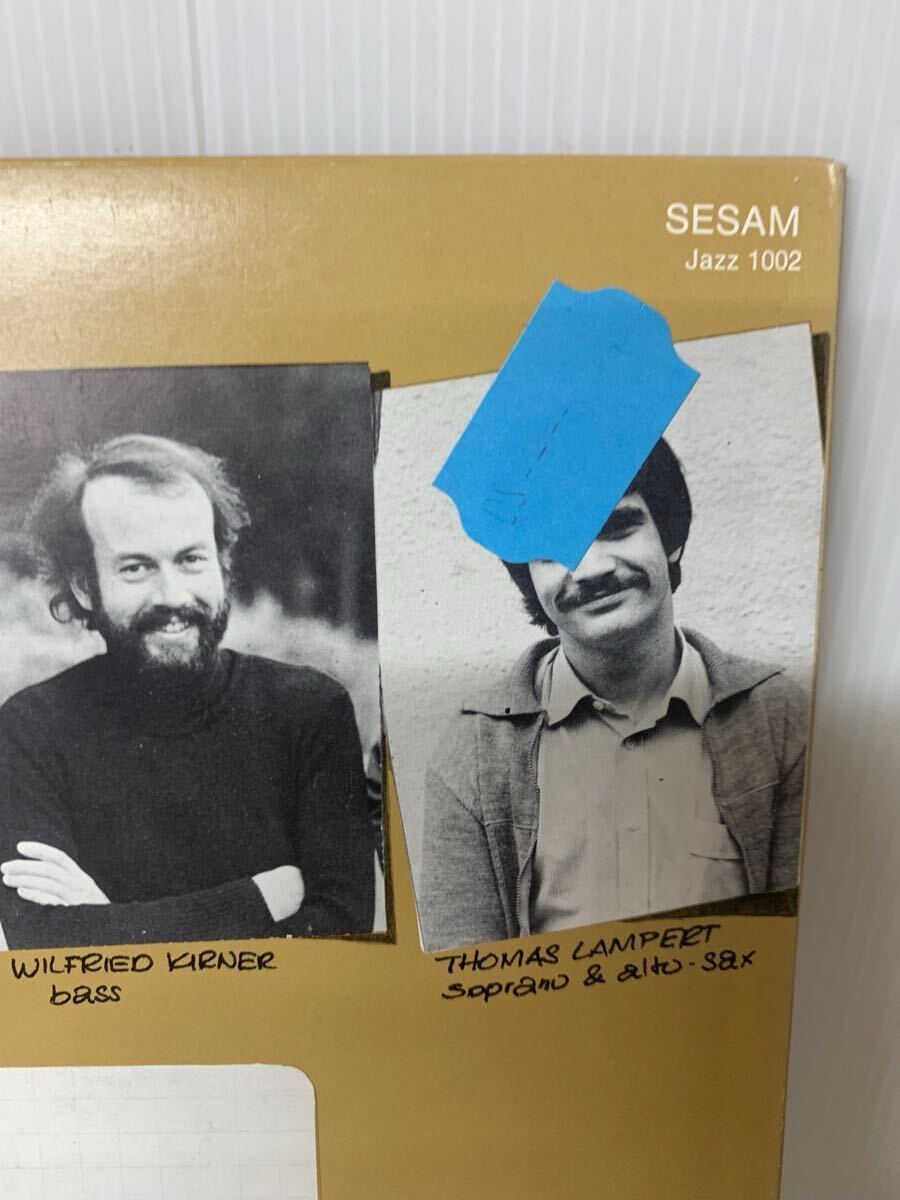 SESAM
Jazz 1002
WILFRIED KIRNER
bass
THOMAS LAMPERT
soprano & alto-sax